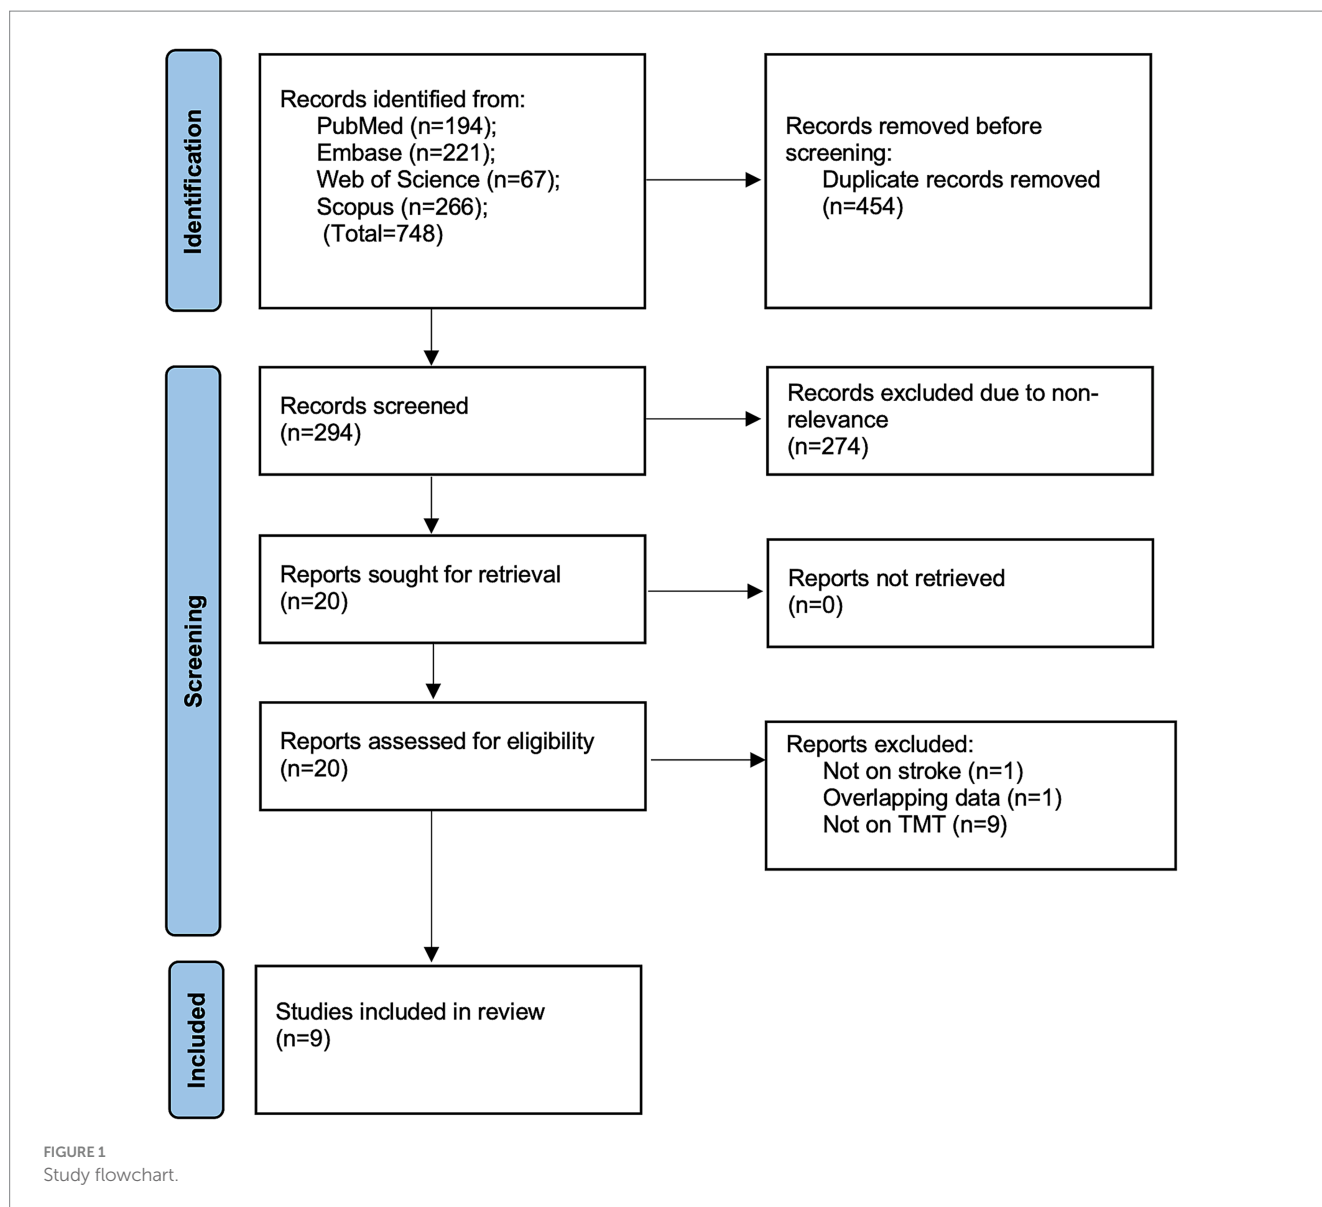 Identification
Records identified from:
PubMed (n=194);
Embase (n=221);
Web of Science (n=67);
Scopus (n=266);
(Total=748)
Records removed before
screening:
Duplicate records removed
(n=454)
Screening
Records screened
(n=294)
Records excluded due to non-
relevance
(n=274)
Reports sought for retrieval
(n=20)
Reports not retrieved
(n=0)
Reports assessed for eligibility
(n=20)
Reports excluded:
Not on stroke (n=1)
Overlapping data (n=1)
Not on TMT (n=9)
Included
Studies included in review
(n=9)
FIGURE 1
Study flowchart.